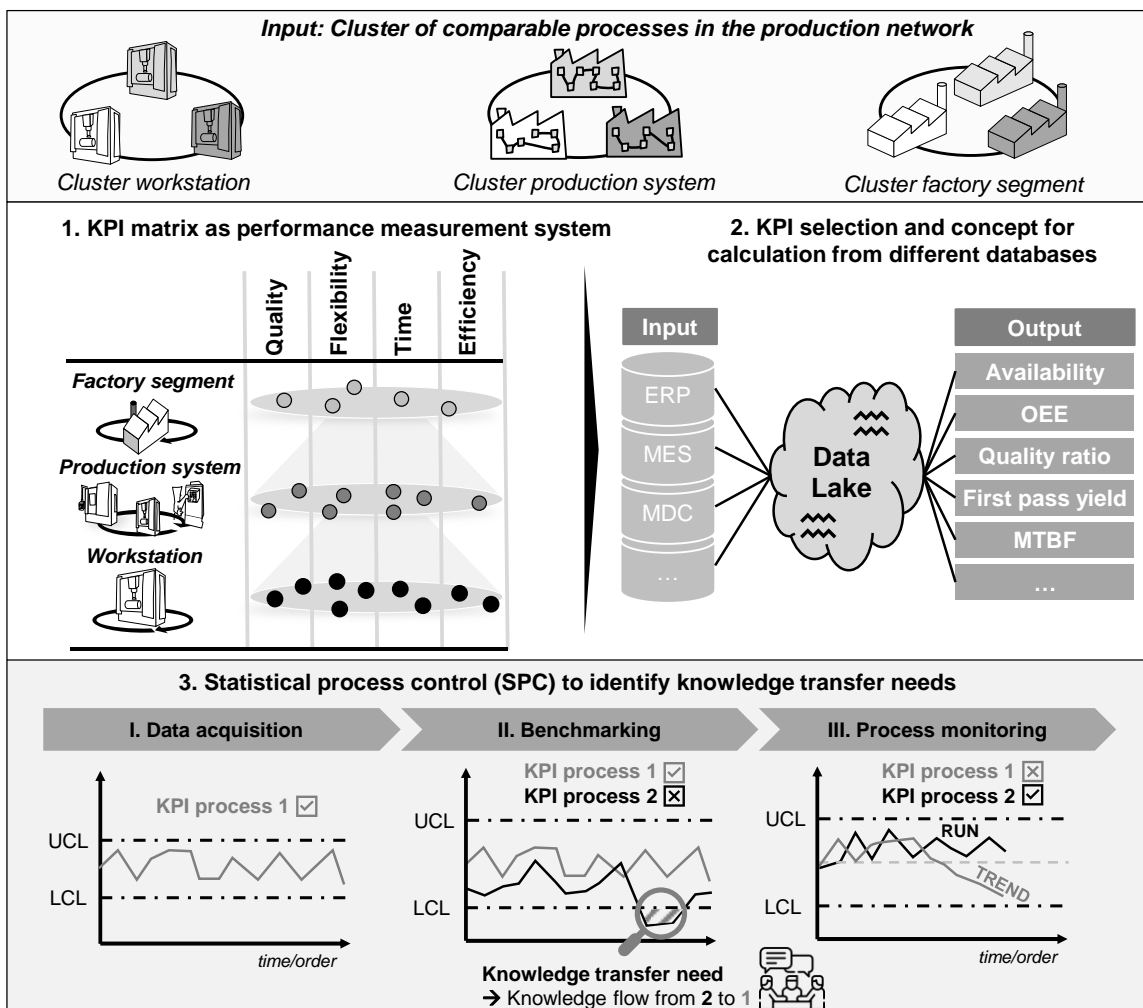 Input: Cluster of comparable processes in the production network
Cluster workstation
Cluster production system
Cluster factory segment
1. KPI matrix as performance measurement system
Quality
Flexibility
Time
Efficiency
Factory segment
Production system
Workstation
2. KPI selection and concept for
calculation from different databases
Input
ERP
MES
MDC
...
Data
Lake
Output
Availability
OEE
Quality ratio
First pass yield
MTBF
...
3. Statistical process control (SPC) to identify knowledge transfer needs
I. Data acquisition
KPI process 1
UCL
LCL
time/order
II. Benchmarking
KPI process 1
KPI process 2
UCL
LCL
Knowledge transfer need
→ Knowledge flow from 2 to 1
III. Process monitoring
KPI process 1
KPI process 2
UCL
RUN
TREND
LCL
time/order